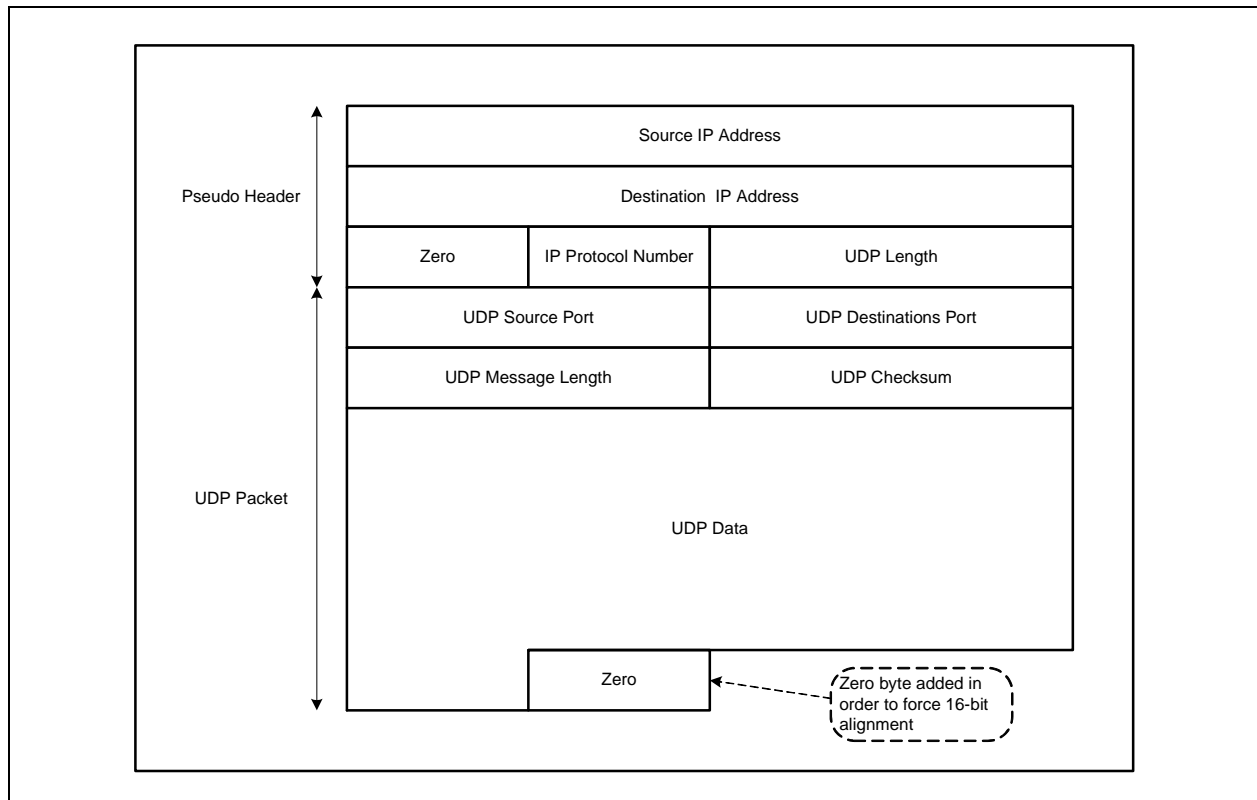 Source IP Address
Pseudo Header
Destination IP Address
Zero
IP Protocol Number
UDP Length
UDP Source Port
UDP Destinations Port
UDP Message Length
UDP Checksum
UDP Packet
UDP Data
Zero
Zero byte added in
order to force 16-bit
alignment